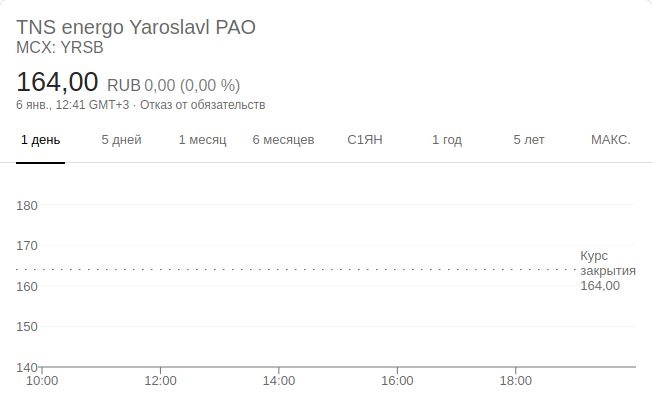 TNS energo Yaroslavl PAO
MCX: YRSB
164,00 RUB 0,00 (0,00 %)
6 янв., 12:41 GMT+3 · Отказ от обязательств
1 день 5 дней 1 месяц 6 месяцев С1ЯН 1 год 5 лет МАКС.
180
170
Курс
закрытия
164,00
160
150
140
10:00 12:00 14:00 16:00 18:00